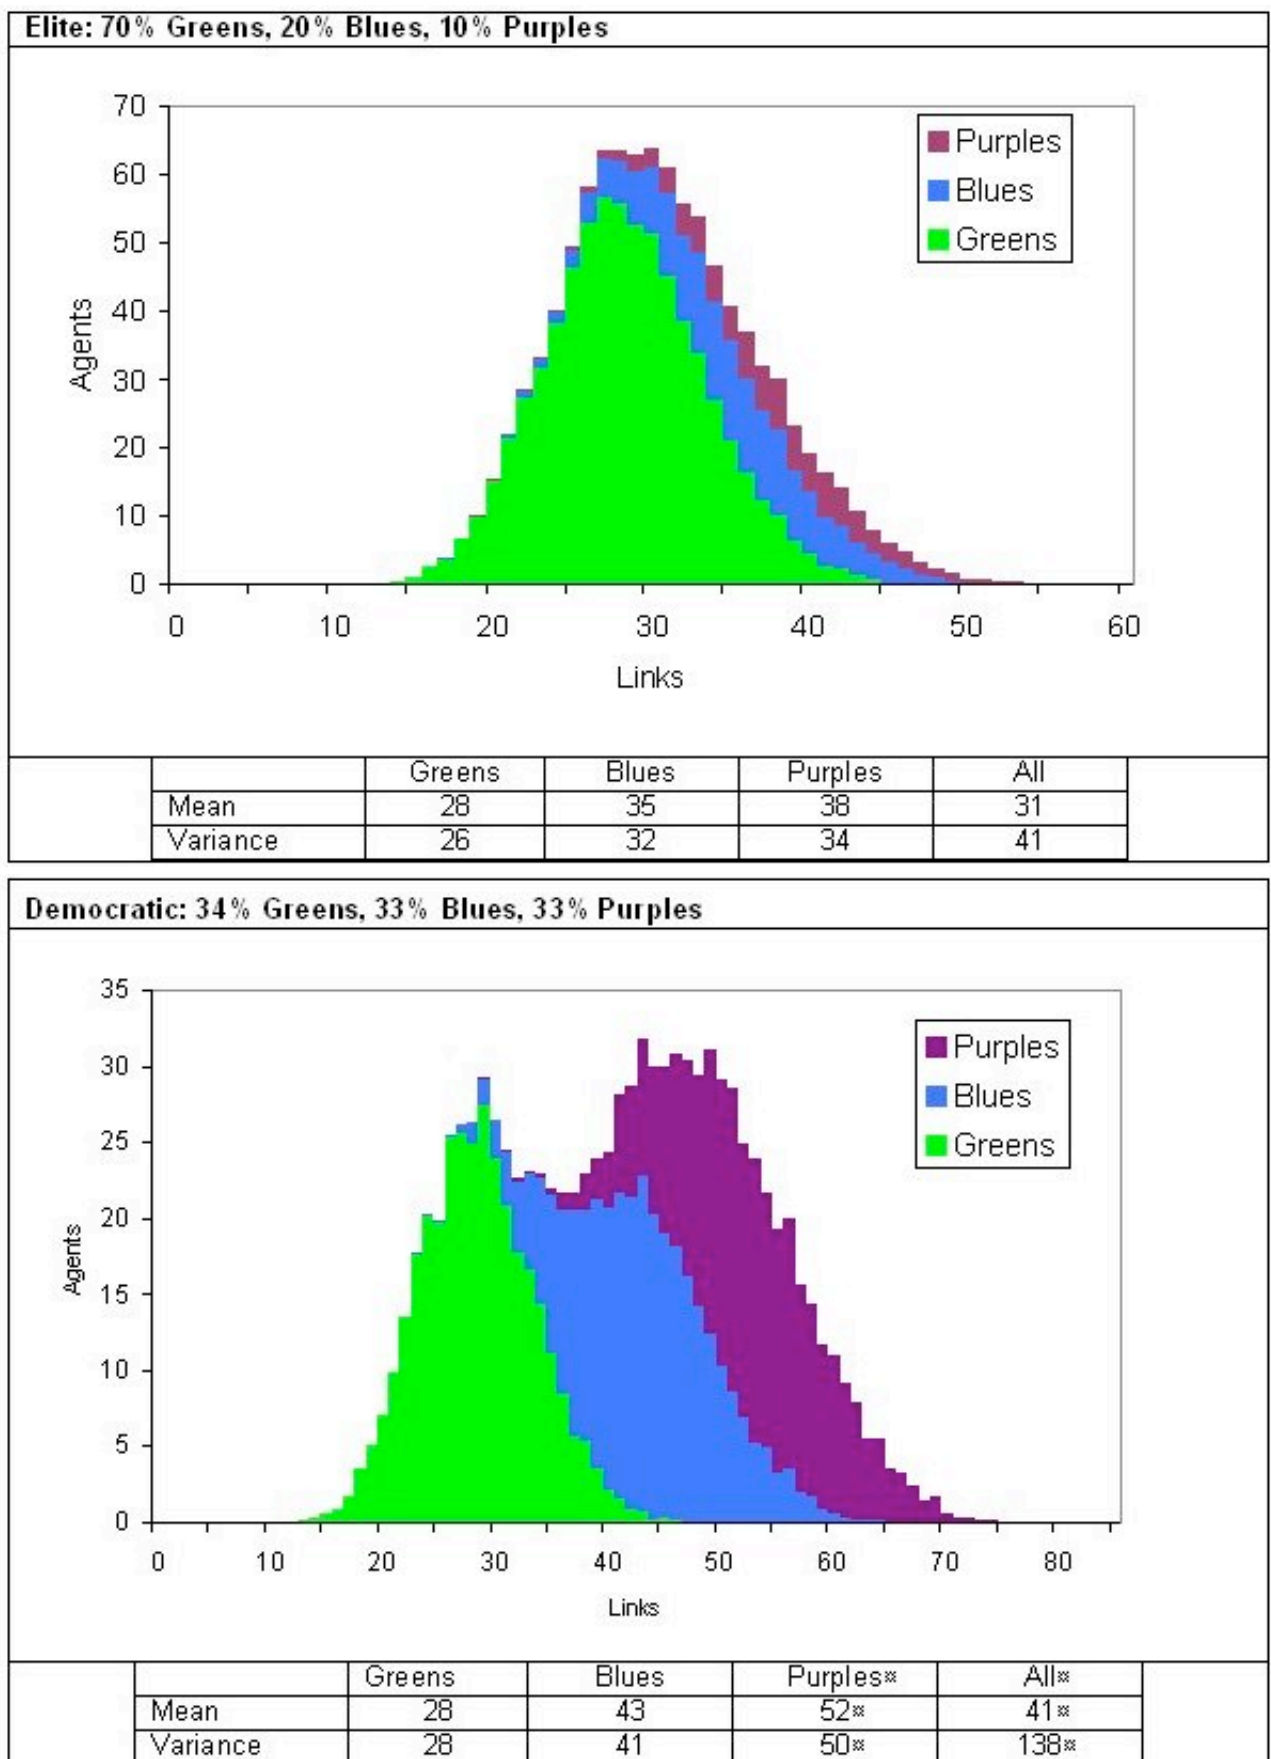 Elite: 70% Greens, 20% Blues, 10% Purples
70
60
50
40
30
20
10
0
Agents
Purples
Blues
Greens
0 10 20 30 40 50 60
Links
Greens Blues Purples All
Mean 28 35 38 31
Variance 26 32 34 41
Democratic: 34% Greens, 33% Blues, 33% Purples
35
30
25
20
15
10
5
0
Agents
Purples
Blues
Greens
0 10 20 30 40 50 60 70 80
Links
Greens Blues Purples¤ All¤
Mean 28 43 52¤ 41¤
Variance 28 41 50¤ 138¤